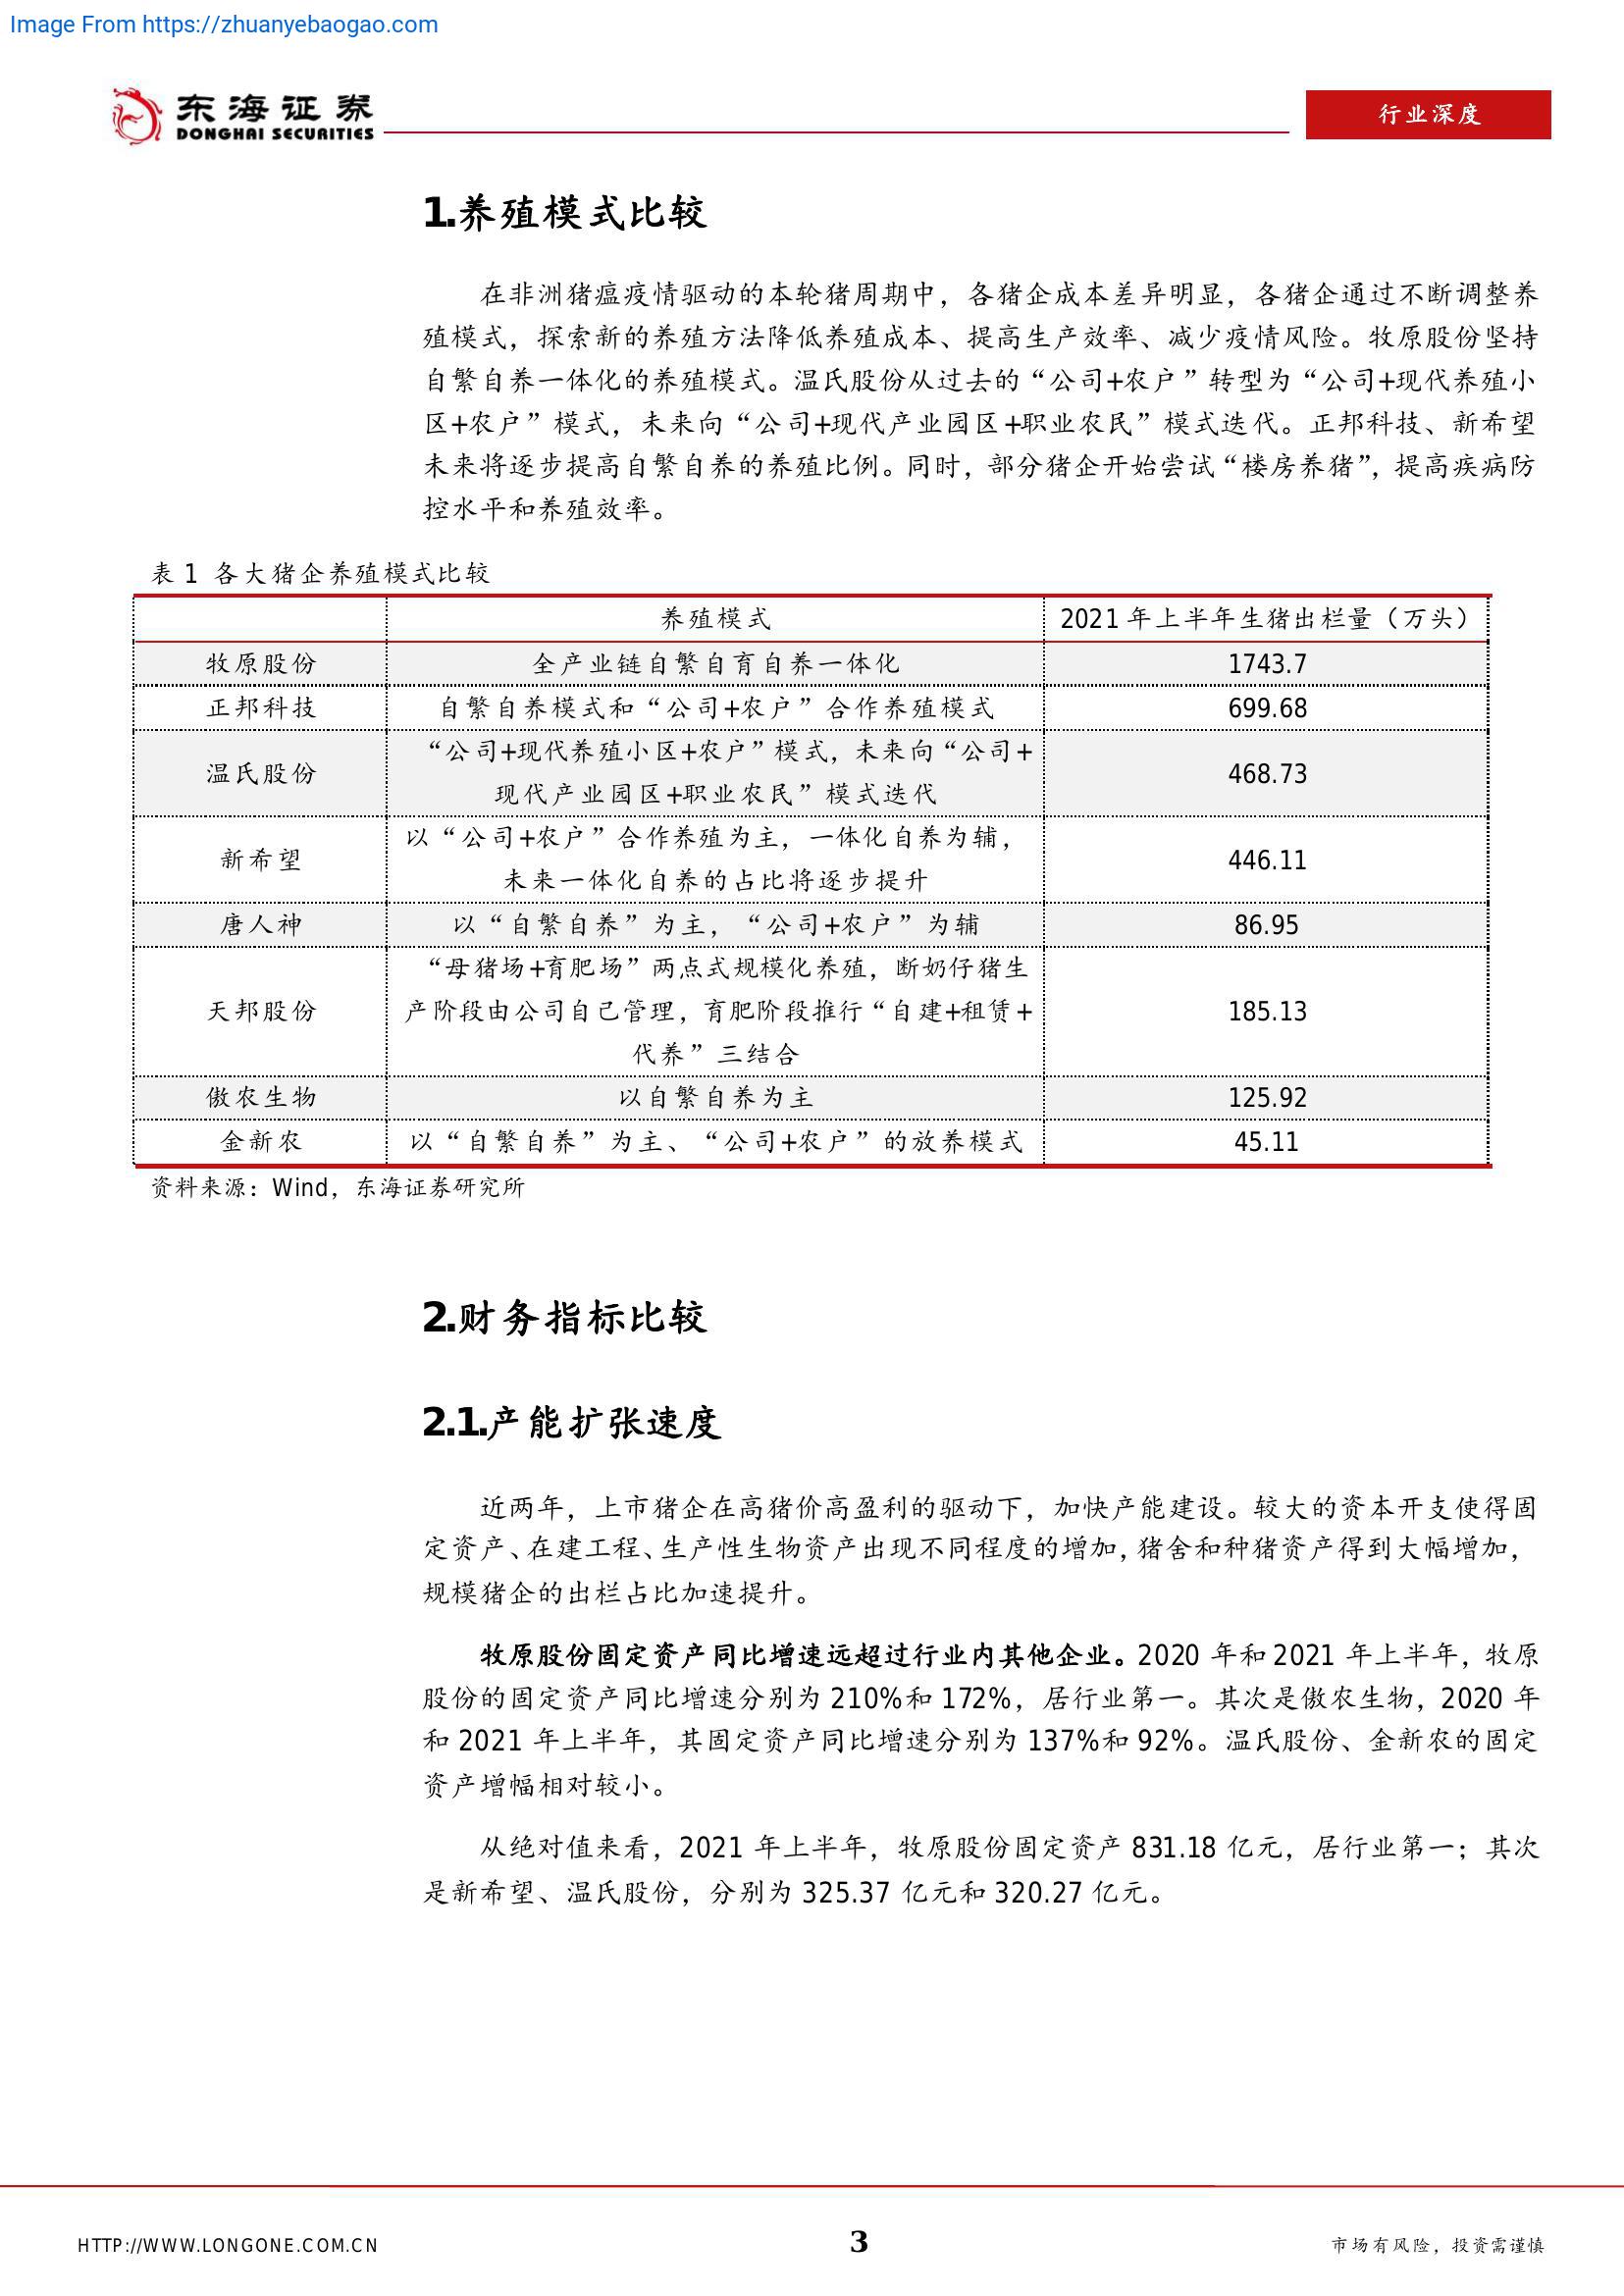 Image From https://zhuanyebaogao.com
东海证券
DONGHAI SECURITIES
行业深度
1.养殖模式比较
在非洲猪瘟疫情驱动的本轮猪周期中，各猪企成本差异明显，各猪企通过不断调整养
殖模式，探索新的养殖方法降低养殖成本、提高生产效率、减少疫情风险。牧原股份坚持
自繁自养一体化的养殖模式。温氏股份从过去的“公司+农户”转型为“公司+现代养殖小
区+农户”模式，未来向“公司+现代产业园区+职业农民”模式迭代。正邦科技、新希望
未来将逐步提高自繁自养的养殖比例。同时，部分猪企开始尝试“楼房养猪”，提高疾病防
控水平和养殖效率。
表 1 各大猪企养殖模式比较
养殖模式 2021 年上半年生猪出栏量（万头）
牧原股份 全产业链自繁自育自养一体化 1743.7
正邦科技 自繁自养模式和“公司+农户”合作养殖模式 699.68
温氏股份 “公司+现代养殖小区+农户”模式，未来向“公司+ 468.73
现代产业园区+职业农民”模式迭代
新希望 以“公司+农户”合作养殖为主，一体化自养为辅， 446.11
未来一体化自养的占比将逐步提升
唐人神 以“自繁自养”为主，“公司+农户”为辅 86.95
天邦股份 “母猪场+育肥场”两点式规模化养殖，断奶仔猪生 185.13
产阶段由公司自己管理，育肥阶段推行“自建+租赁+
代养”三结合
傲农生物 以自繁自养为主 125.92
金新农 以“自繁自养”为主、“公司+农户”的放养模式 45.11
资料来源：Wind，东海证券研究所
2.财务指标比较
2.1.产能扩张速度
近两年，上市猪企在高猪价高盈利的驱动下，加快产能建设。较大的资本开支使得固
定资产、在建工程、生产性生物资产出现不同程度的增加，猪舍和种猪资产得到大幅增加，
规模猪企的出栏占比加速提升。
牧原股份固定资产同比增速远超过行业内其他企业。2020 年和 2021 年上半年，牧原
股份的固定资产同比增速分别为 210%和 172%，居行业第一。其次是傲农生物，2020 年
和 2021 年上半年，其固定资产同比增速分别为 137%和 92%。温氏股份、金新农的固定
资产增幅相对较小。
从绝对值来看，2021 年上半年，牧原股份固定资产 831.18 亿元，居行业第一；其次
是新希望、温氏股份，分别为 325.37 亿元和 320.27 亿元。
HTTP://WWW.LONGONE.COM.CN
3
市场有风险，投资需谨慎